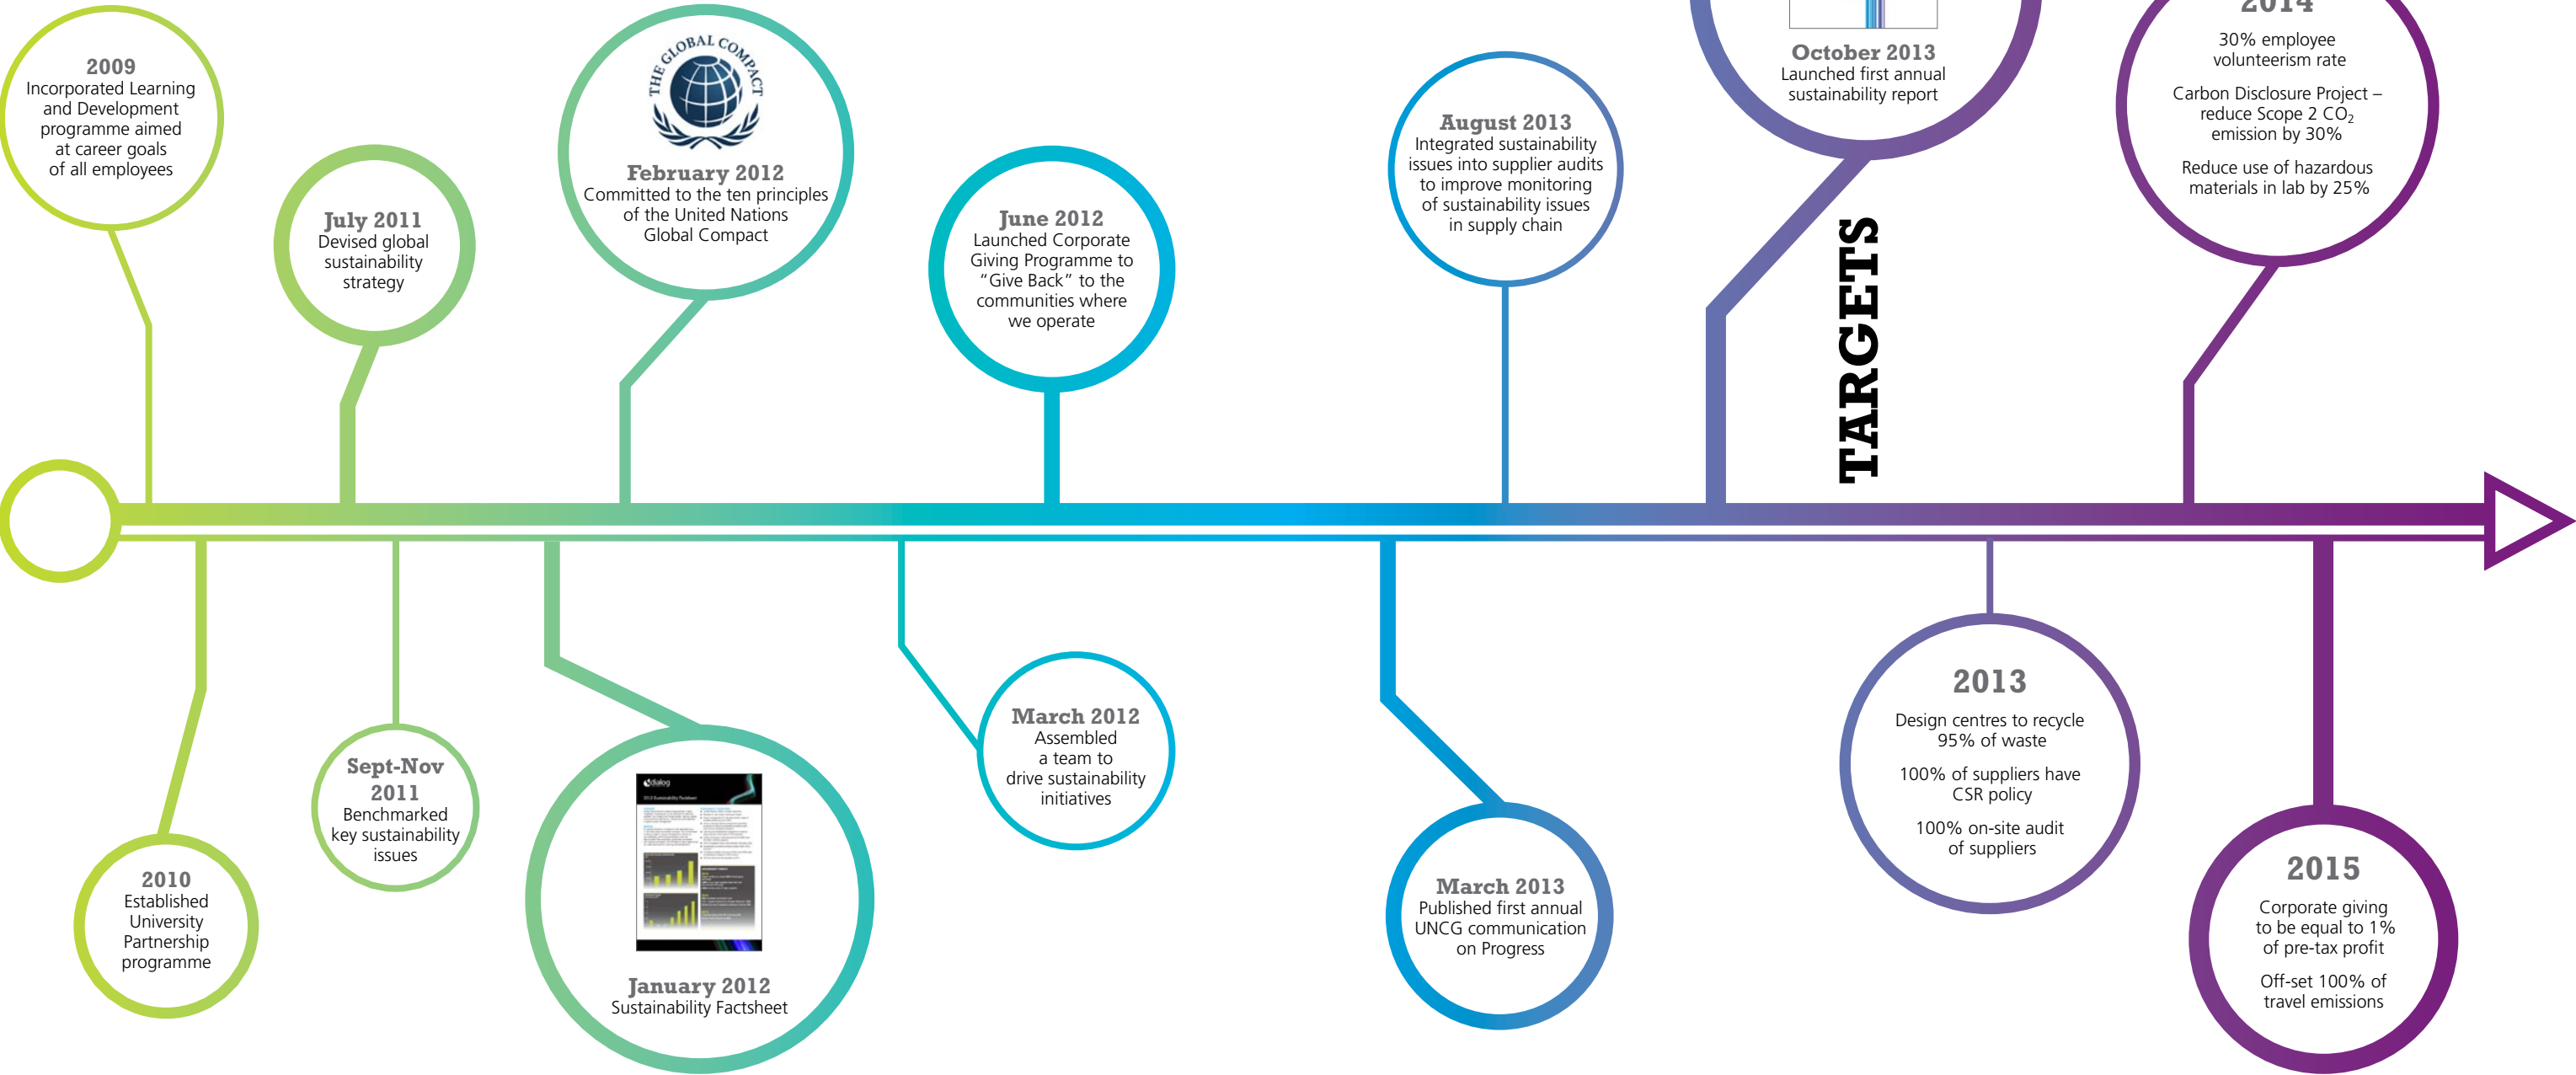 2009
Incorporated Learning
and Development
programme aimed
at career goals
of all employees
July 2011
Devised global
sustainability
strategy
THE GLOBAL COMPACT
February 2012
Committed to the ten principles
of the United Nations
Global Compact
June 2012
Launched Corporate
Giving Programme to
“Give Back” to the
communities where
we operate
August 2013
Integrated sustainability
issues into supplier audits
to improve monitoring
of sustainability issues
in supply chain
October 2013
Launched first annual
sustainability report
TARGETS
2014
30% employee
volunteerism rate
Carbon Disclosure Project –
reduce Scope 2 CO₂
emission by 30%
Reduce use of hazardous
materials in lab by 25%
2010
Established
University
Partnership
programme
Sept-Nov
2011
Benchmarked
key sustainability
issues
dialog
January 2012
Sustainability Factsheet
March 2012
Assembled
a team to
drive sustainability
initiatives
March 2013
Published first annual
UNCG communication
on Progress
2013
Design centres to recycle
95% of waste
100% of suppliers have
CSR policy
100% on-site audit
of suppliers
2015
Corporate giving
to be equal to 1%
of pre-tax profit
Off-set 100% of
travel emissions